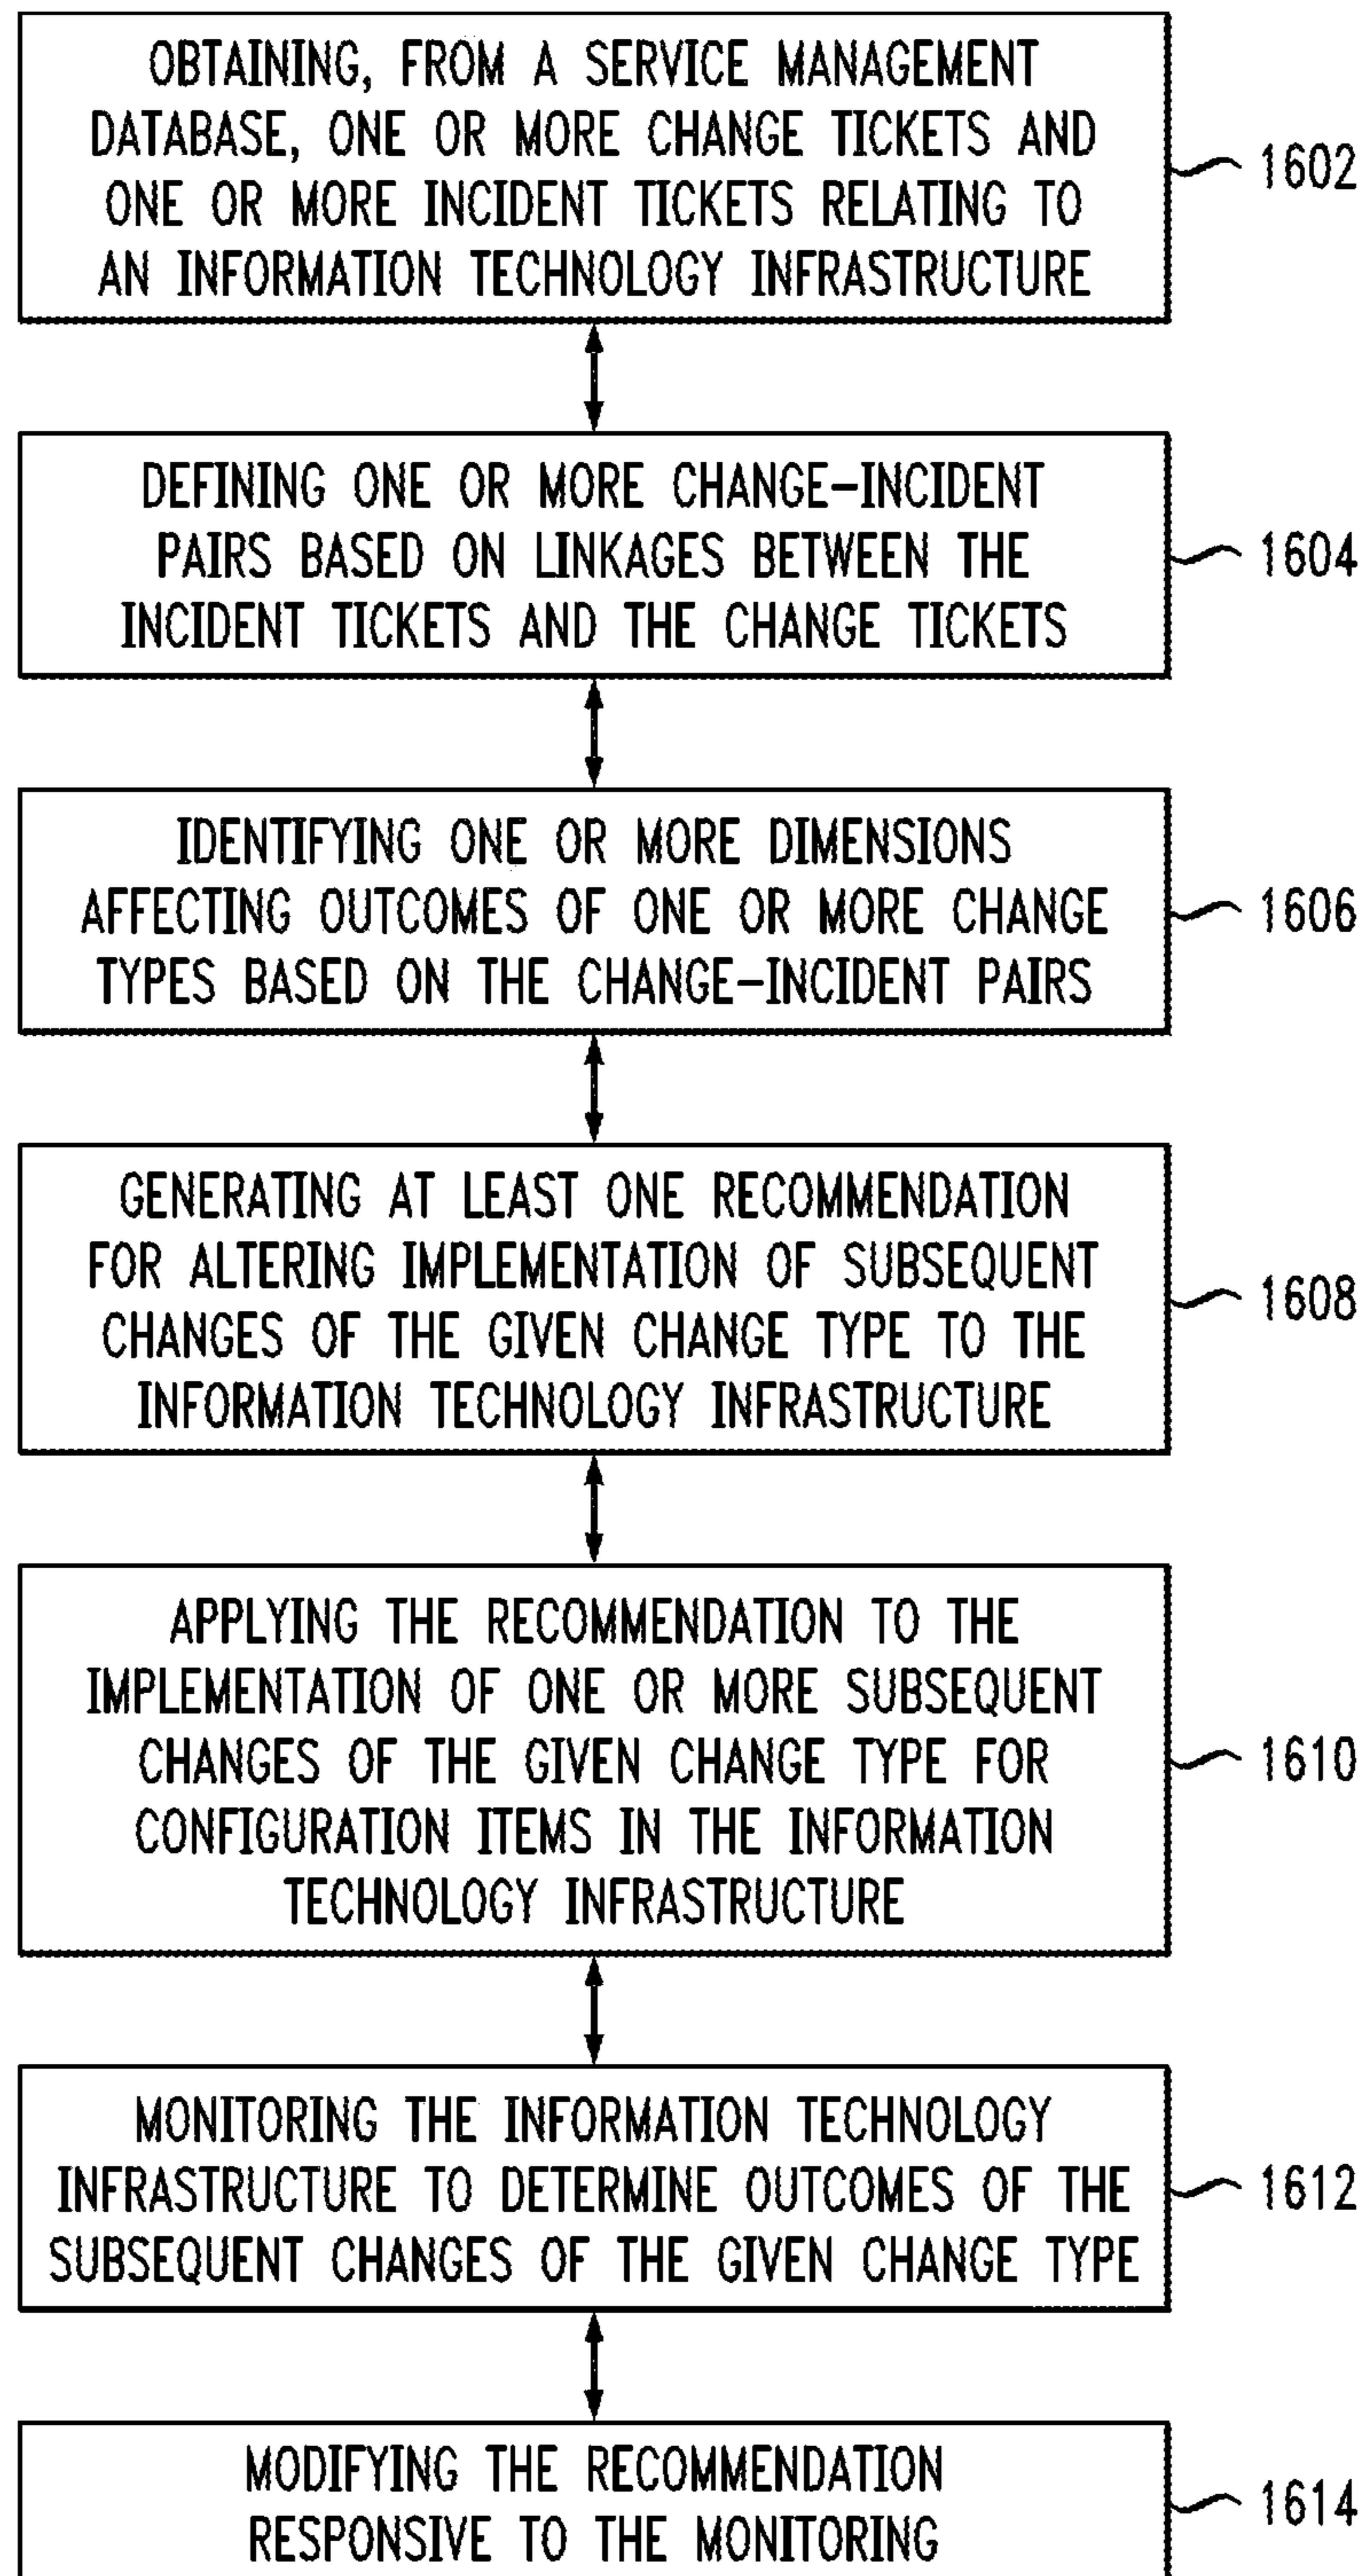 OBTAINING, FROM A SERVICE MANAGEMENT
DATABASE, ONE OR MORE CHANGE TICKETS AND
ONE OR MORE INCIDENT TICKETS RELATING TO
AN INFORMATION TECHNOLOGY INFRASTRUCTURE
1602
DEFINING ONE OR MORE CHANGE-INCIDENT
PAIRS BASED ON LINKAGES BETWEEN THE
INCIDENT TICKETS AND THE CHANGE TICKETS
1604
IDENTIFYING ONE OR MORE DIMENSIONS
AFFECTING OUTCOMES OF ONE OR MORE CHANGE
TYPES BASED ON THE CHANGE-INCIDENT PAIRS
1606
GENERATING AT LEAST ONE RECOMMENDATION
FOR ALTERING IMPLEMENTATION OF SUBSEQUENT
CHANGES OF THE GIVEN CHANGE TYPE TO THE
INFORMATION TECHNOLOGY INFRASTRUCTURE
1608
APPLYING THE RECOMMENDATION TO THE
IMPLEMENTATION OF ONE OR MORE SUBSEQUENT
CHANGES OF THE GIVEN CHANGE TYPE FOR
CONFIGURATION ITEMS IN THE INFORMATION
TECHNOLOGY INFRASTRUCTURE
1610
MONITORING THE INFORMATION TECHNOLOGY
INFRASTRUCTURE TO DETERMINE OUTCOMES OF THE
SUBSEQUENT CHANGES OF THE GIVEN CHANGE TYPE
1612
MODIFYING THE RECOMMENDATION
RESPONSIVE TO THE MONITORING
1614